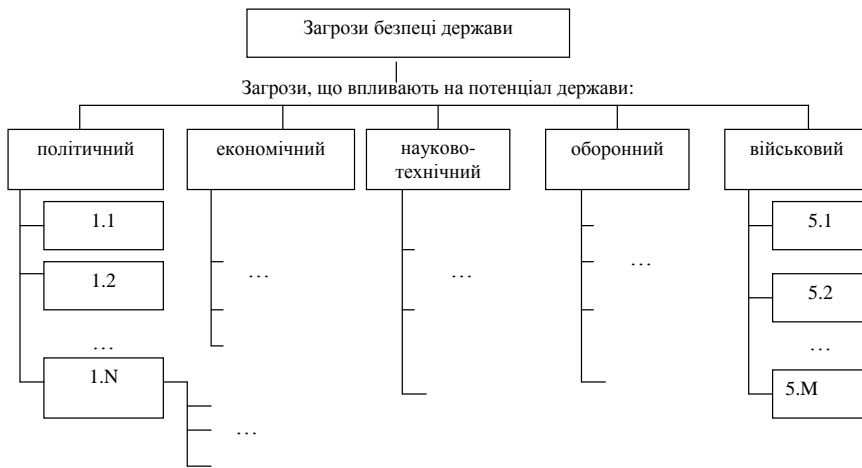 Загрози безпеці держави
Загрози, що впливають на потенціал держави:
політичний
економічний
науково-
технічний
оборонний
військовий
1.1
5.1
1.2
…
…
…
5.2
…
…
1.N
5.M
…